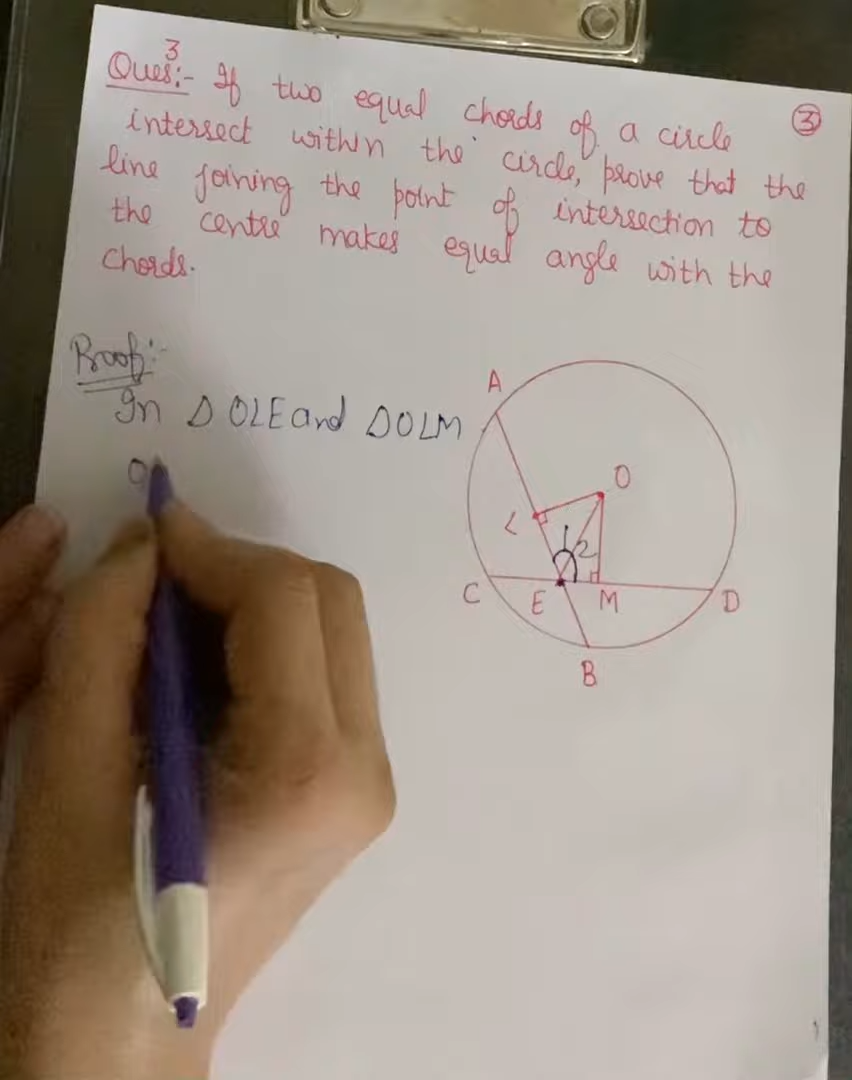 3
Ques:- If two equal chords of a circle
③
intersect within the circle, prove that the
line joining the point of intersection to
the centre makes equal angle with the
chords.
Proof:-
In Δ OLE and ΔOLM
O
A
O
L
1
2
C
E
M
D
B